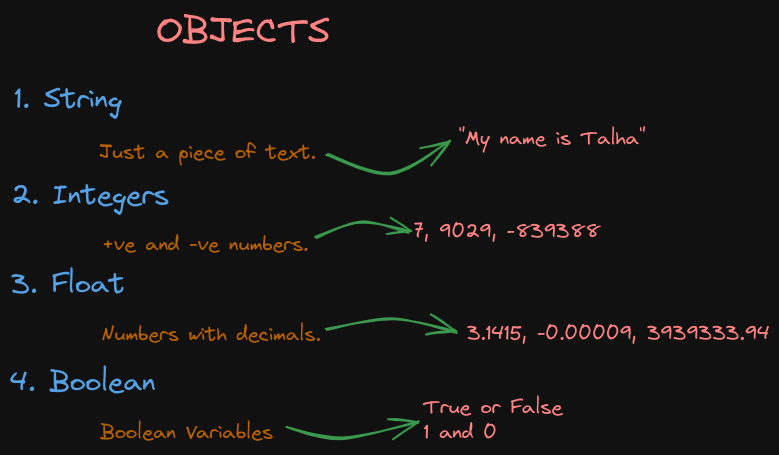 OBJECTS
1. String
Just a piece of text.
"My name is Talha"
2. Integers
+ve and -ve numbers.
7, 9029, -839388
3. Float
Numbers with decimals.
3.1415, -0.00009, 3939333.94
4. Boolean
Boolean Variables
True or False
1 and 0